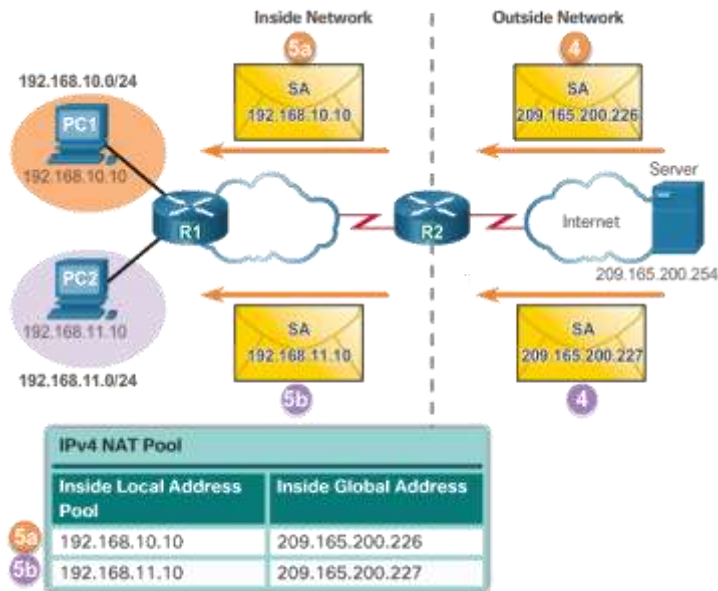 Inside Network
Outside Network
5a
4
192.168.10.0/24
SA
192.168.10.10
SA
209.165.200.226
PC1
192.168.10.10
Server
R1
R2
Internet
PC2
192.168.11.10
209.165.200.254
SA
192.168.11.10
SA
209.165.200.227
192.168.11.0/24
5b
4
IPv4 NAT Pool
Inside Local Address Pool
Inside Global Address
5a
192.168.10.10
209.165.200.226
5b
192.168.11.10
209.165.200.227